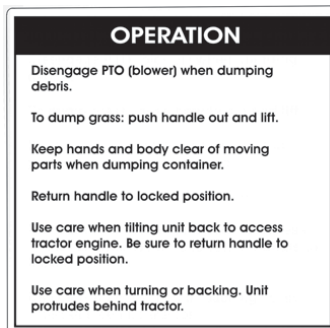 OPERATION
Disengage PTO (blower) when dumping
debris.
To dump grass: push handle out and lift.
Keep hands and body clear of moving
parts when dumping container.
Return handle to locked position.
Use care when tilting unit back to access
tractor engine. Be sure to return handle to
locked position.
Use care when turning or backing. Unit
protrudes behind tractor.